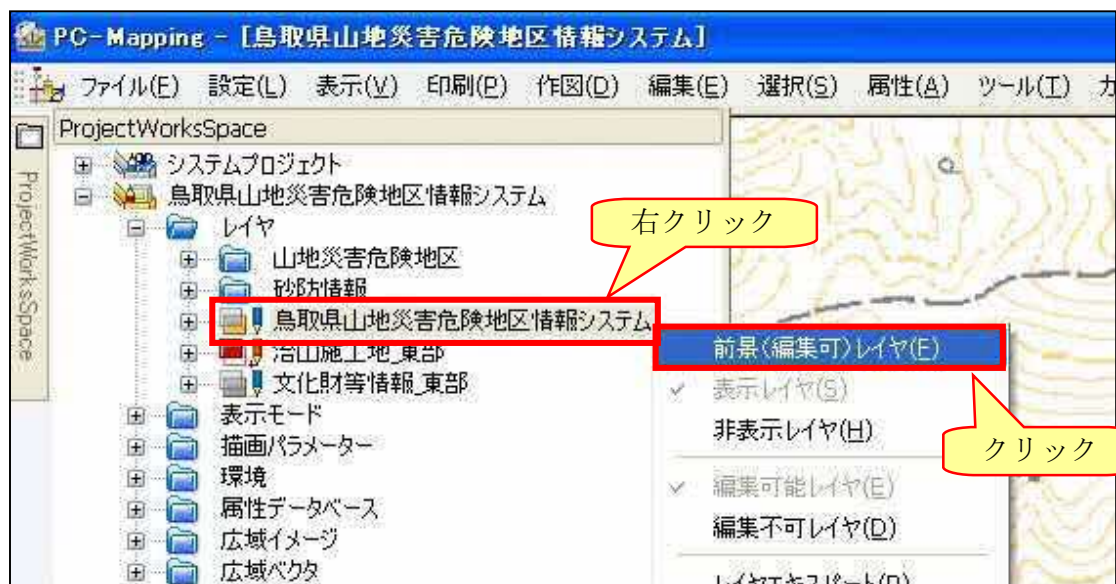 PC-Mapping - [鳥取県山地災害危険地区情報システム]
ファイル(F) 設定(L) 表示(V) 印刷(P) 作図(D) 編集(E) 選択(S) 属性(A) ツール(T) カ
ProjectWorksSpace
ProjectWorksSpace
システムプロジェクト
鳥取県山地災害危険地区情報システム
レイヤ
右クリック
山地災害危険地区
砂防情報
鳥取県山地災害危険地区情報システム
治山施工地_東部
前景(編集可)レイヤ(F)
文化財等情報_東部
表示レイヤ(S)
表示モード
非表示レイヤ(H)
クリック
描画パラメーター
環境
編集可能レイヤ(E)
属性データベース
編集不可レイヤ(D)
広域イメージ
広域ベクタ
レイヤエキスパート(P)